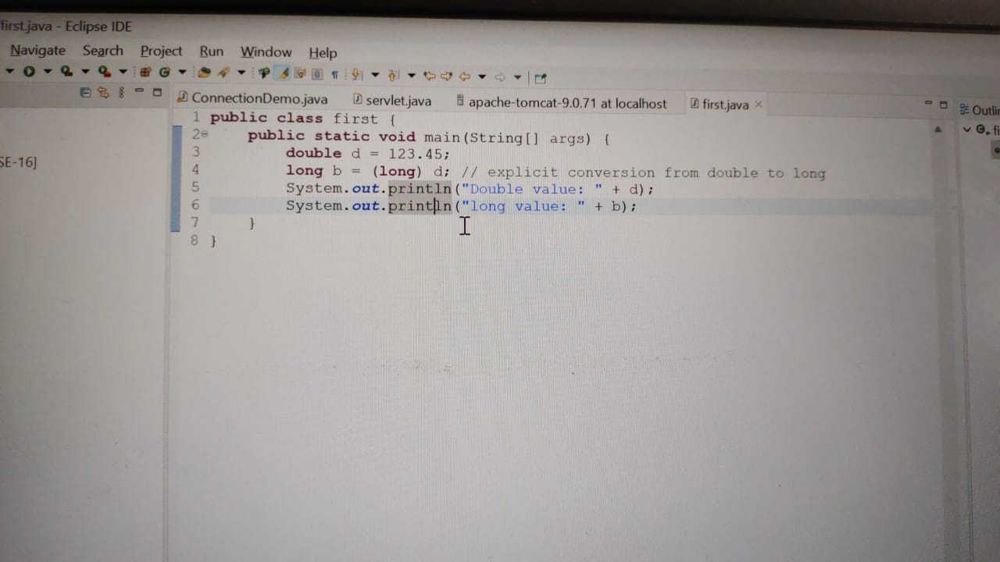 first.java - Eclipse IDE
Navigate Search Project Run Window Help
ConnectionDemo.java servlet.java apache-tomcat-9.0.71 at localhost first.java
1 public class first {
2 public static void main(String[] args) {
3 double d = 123.45;
4 long b = (long) d; // explicit conversion from double to long
5 System.out.println("Double value: " + d);
6 System.out.println("long value: " + b);
7 }
8 }
SE-16]